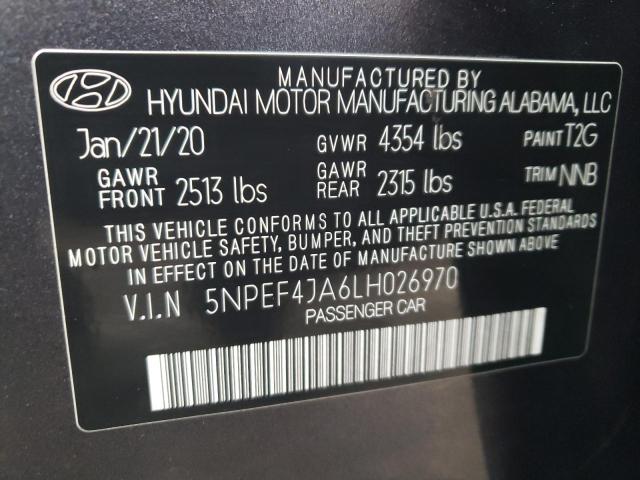 MANUFACTURED BY
HYUNDAI MOTOR MANUFACTURING ALABAMA, LLC
Jan/21/20 GVWR 4354 lbs PAINT T2G
GAWR FRONT 2513 lbs GAWR REAR 2315 lbs TRIM NNB
THIS VEHICLE CONFORMS TO ALL APPLICABLE U.S.A. FEDERAL
MOTOR VEHICLE SAFETY, BUMPER, AND THEFT PREVENTION STANDARDS
IN EFFECT ON THE DATE OF MANUFACTURE SHOWN ABOVE.
V.I.N 5NPEF4JA6LH026970
PASSENGER CAR